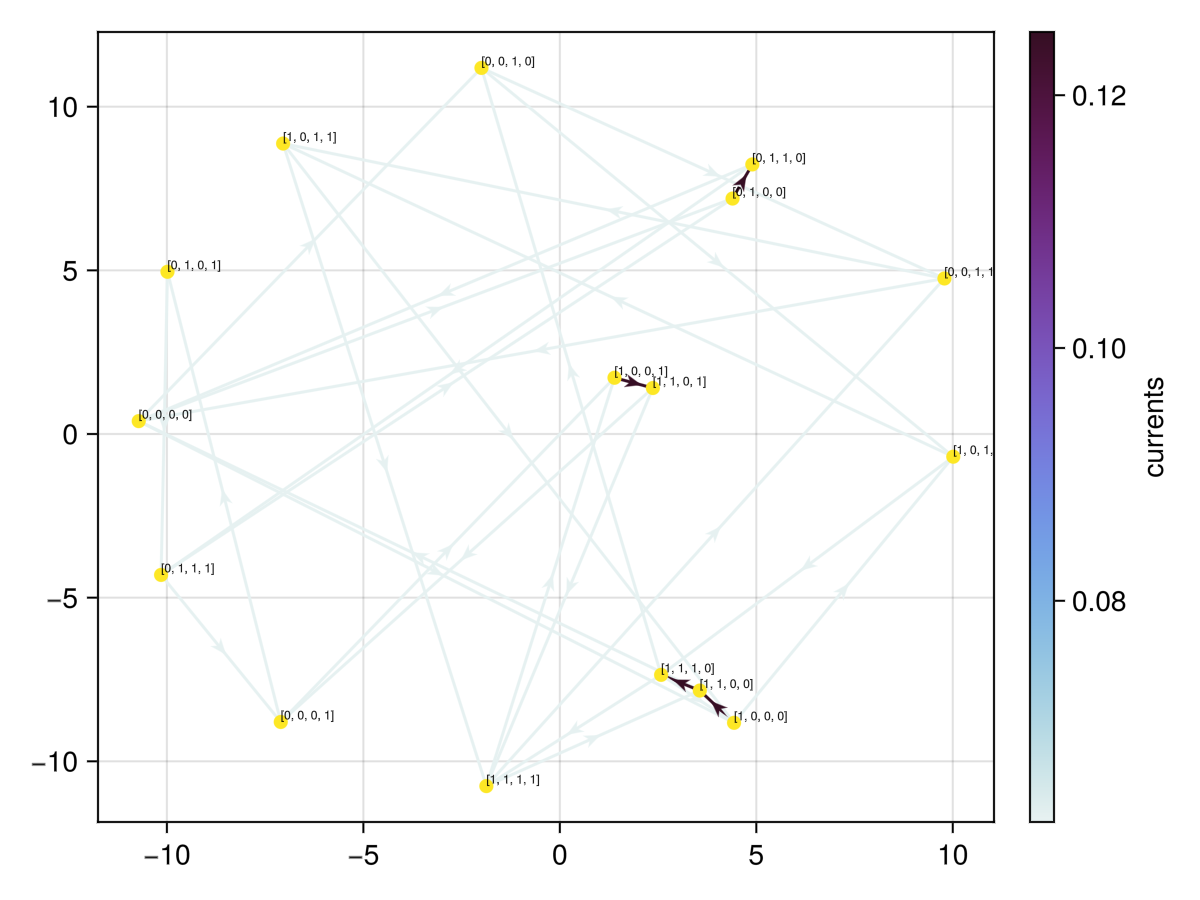 [0, 0, 1, 0]
[1, 0, 1, 1]
[0, 1, 1, 0]
[0, 1, 0, 0]
[0, 1, 0, 1]
[0, 0, 1, 1
[1, 0, 0, 1]
[1, 1, 0, 1]
[0, 0, 0, 0]
[1, 0, 1,
[0, 1, 1, 1]
[1, 1, 1, 0]
[1, 1, 0, 0]
[0, 0, 0, 1]
[1, 0, 0, 0]
[1, 1, 1, 1]
10
5
0
−5
−10
−10 −5 0 5 10
0.12
0.10
0.08
currents